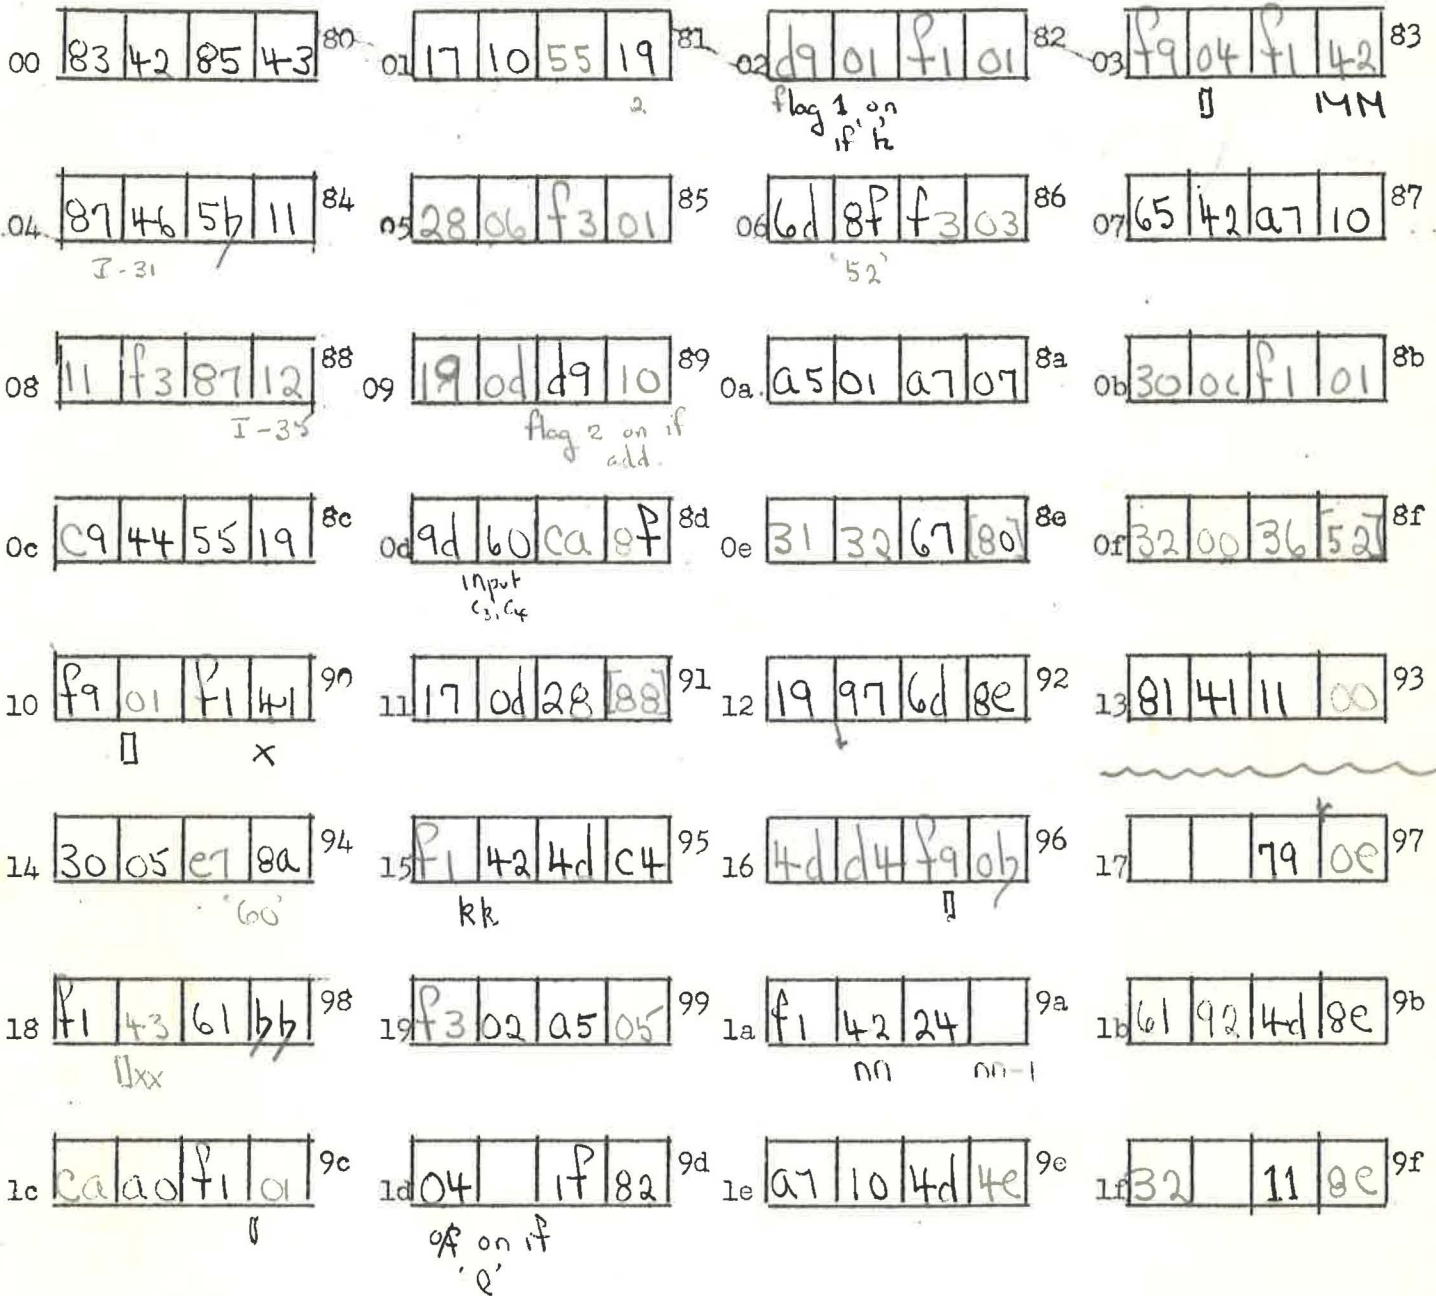 00 83 42 85 43 80 01 17 10 55 19 81 02 d9 01 f1 01 82 03 f9 04 f1 42 83
2 flag 1 on [] MM
if 'k'
04 87 46 5b 11 84 05 28 06 f3 01 85 06 6d 8f f3 03 86 07 65 42 a7 10 87
I-31 '52'
08 11 f3 87 12 88 09 19 0d d9 10 89 0a. a5 01 a7 07 8a 0b 30 0c f1 01 8b
I-35 flag 2 on if
add.
0c c9 44 55 19 8c 0d 9d 60 ca 8f 8d 0e 31 32 67 [80] 8e 0f 32 00 36 [52] 8f
input
c3, c4
10 f9 01 f1 41 90 11 17 0d 28 [88] 91 12 19 97 6d 8e 92 13 81 41 11 00 93
[] x
14 30 05 e7 8a 94 15 f1 42 4d c4 95 16 4d d4 f9 0b 96 17 79 0e 97
'60' kk []
18 f1 43 61 bb 98 19 f3 02 a5 05 99 1a f1 42 24 9a 1b 61 92 4d 8e 9b
[]xx nn nn-1
1c ca a0 f1 01 9c 1d 04 1f 82 9d 1e a7 10 4d 4e 9e 1f 32 11 8e 9f
[] on if
'e'